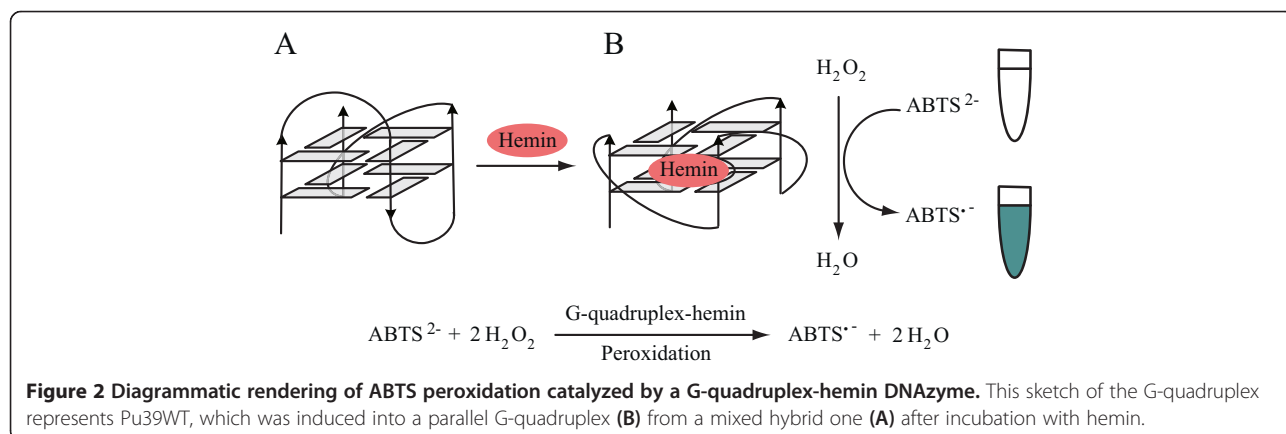 A
B
Hemin
Hemin
H₂O₂
ABTS²⁻
ABTS•⁻
H₂O
ABTS²⁻ + 2 H₂O₂ G-quadruplex-hemin Peroxidation ABTS•⁻ + 2 H₂O
Figure 2 Diagrammatic rendering of ABTS peroxidation catalyzed by a G-quadruplex-hemin DNAzyme. This sketch of the G-quadruplex
represents Pu39WT, which was induced into a parallel G-quadruplex (B) from a mixed hybrid one (A) after incubation with hemin.